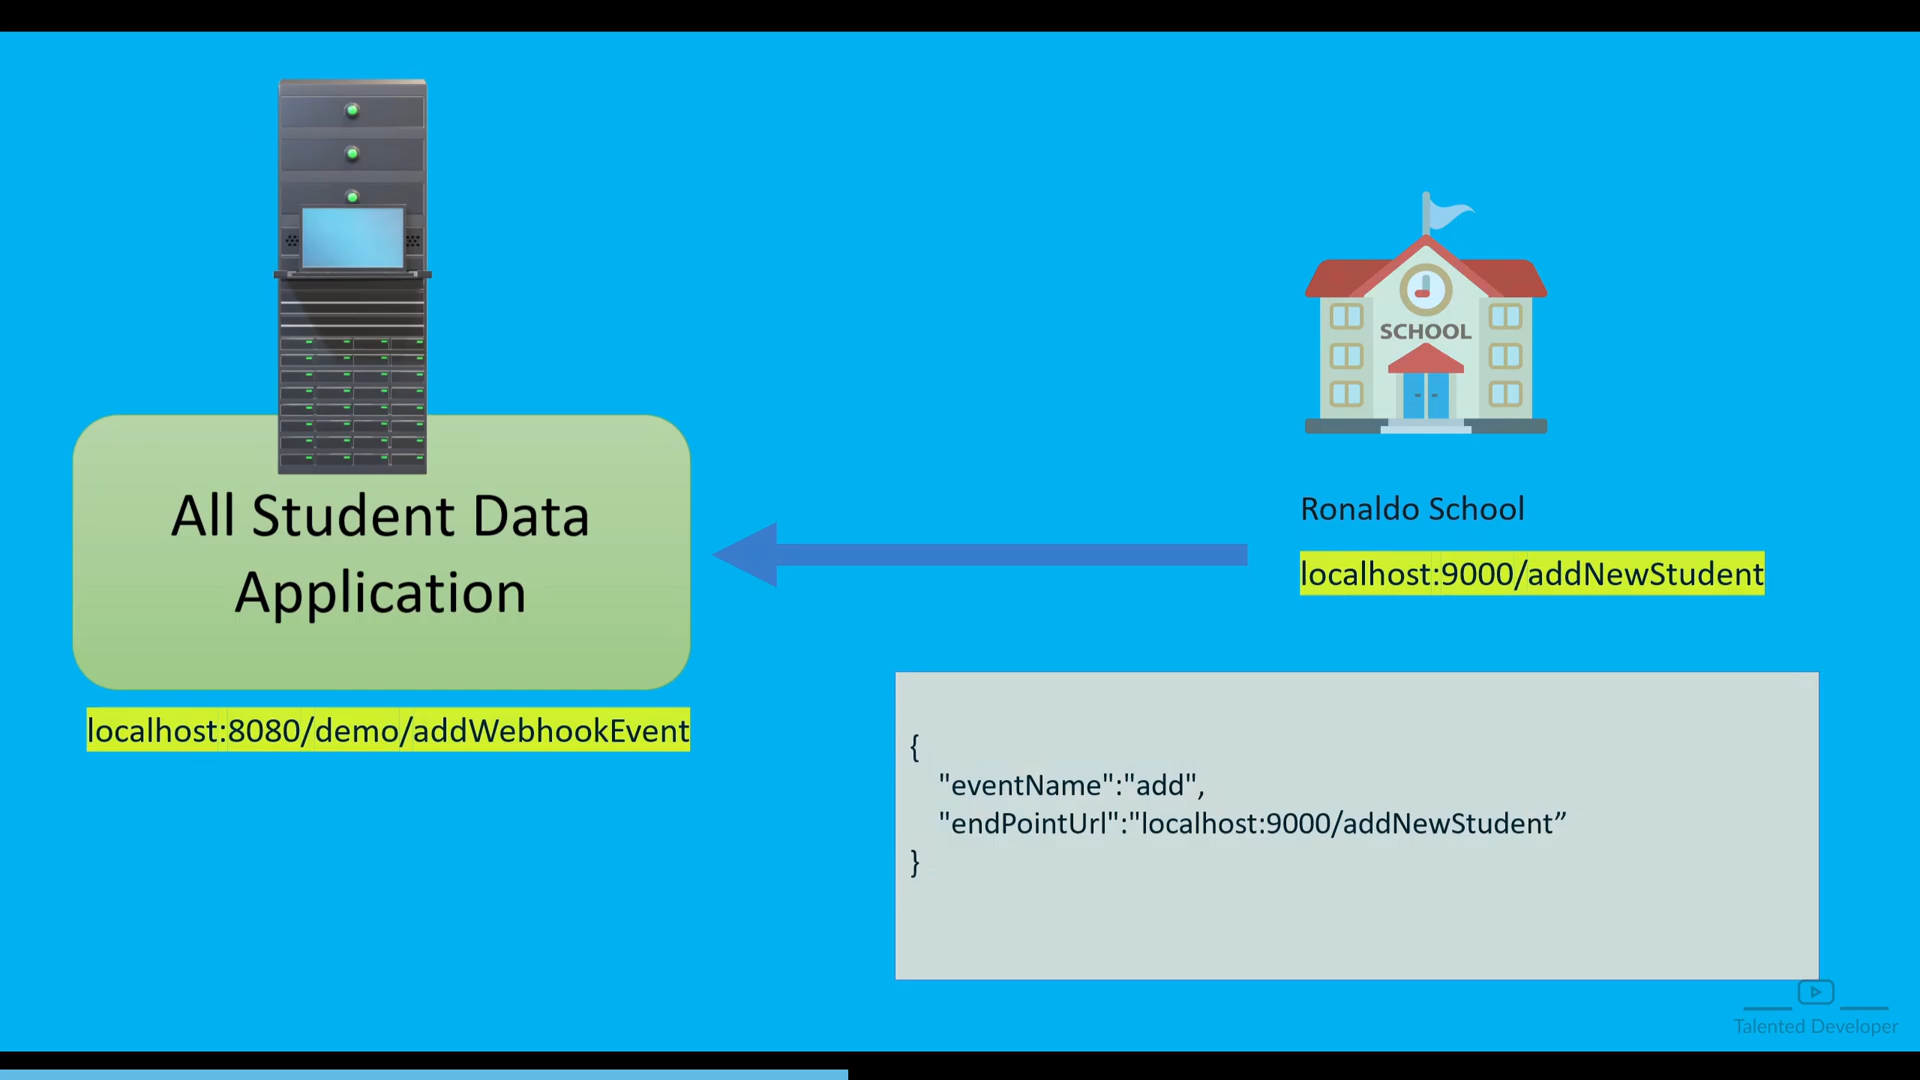 SCHOOL
All Student Data
Application
Ronaldo School
localhost:9000/addNewStudent
localhost:8080/demo/addWebhookEvent
{
"eventName":"add",
"endPointUrl":"localhost:9000/addNewStudent”
}
Talented Developer